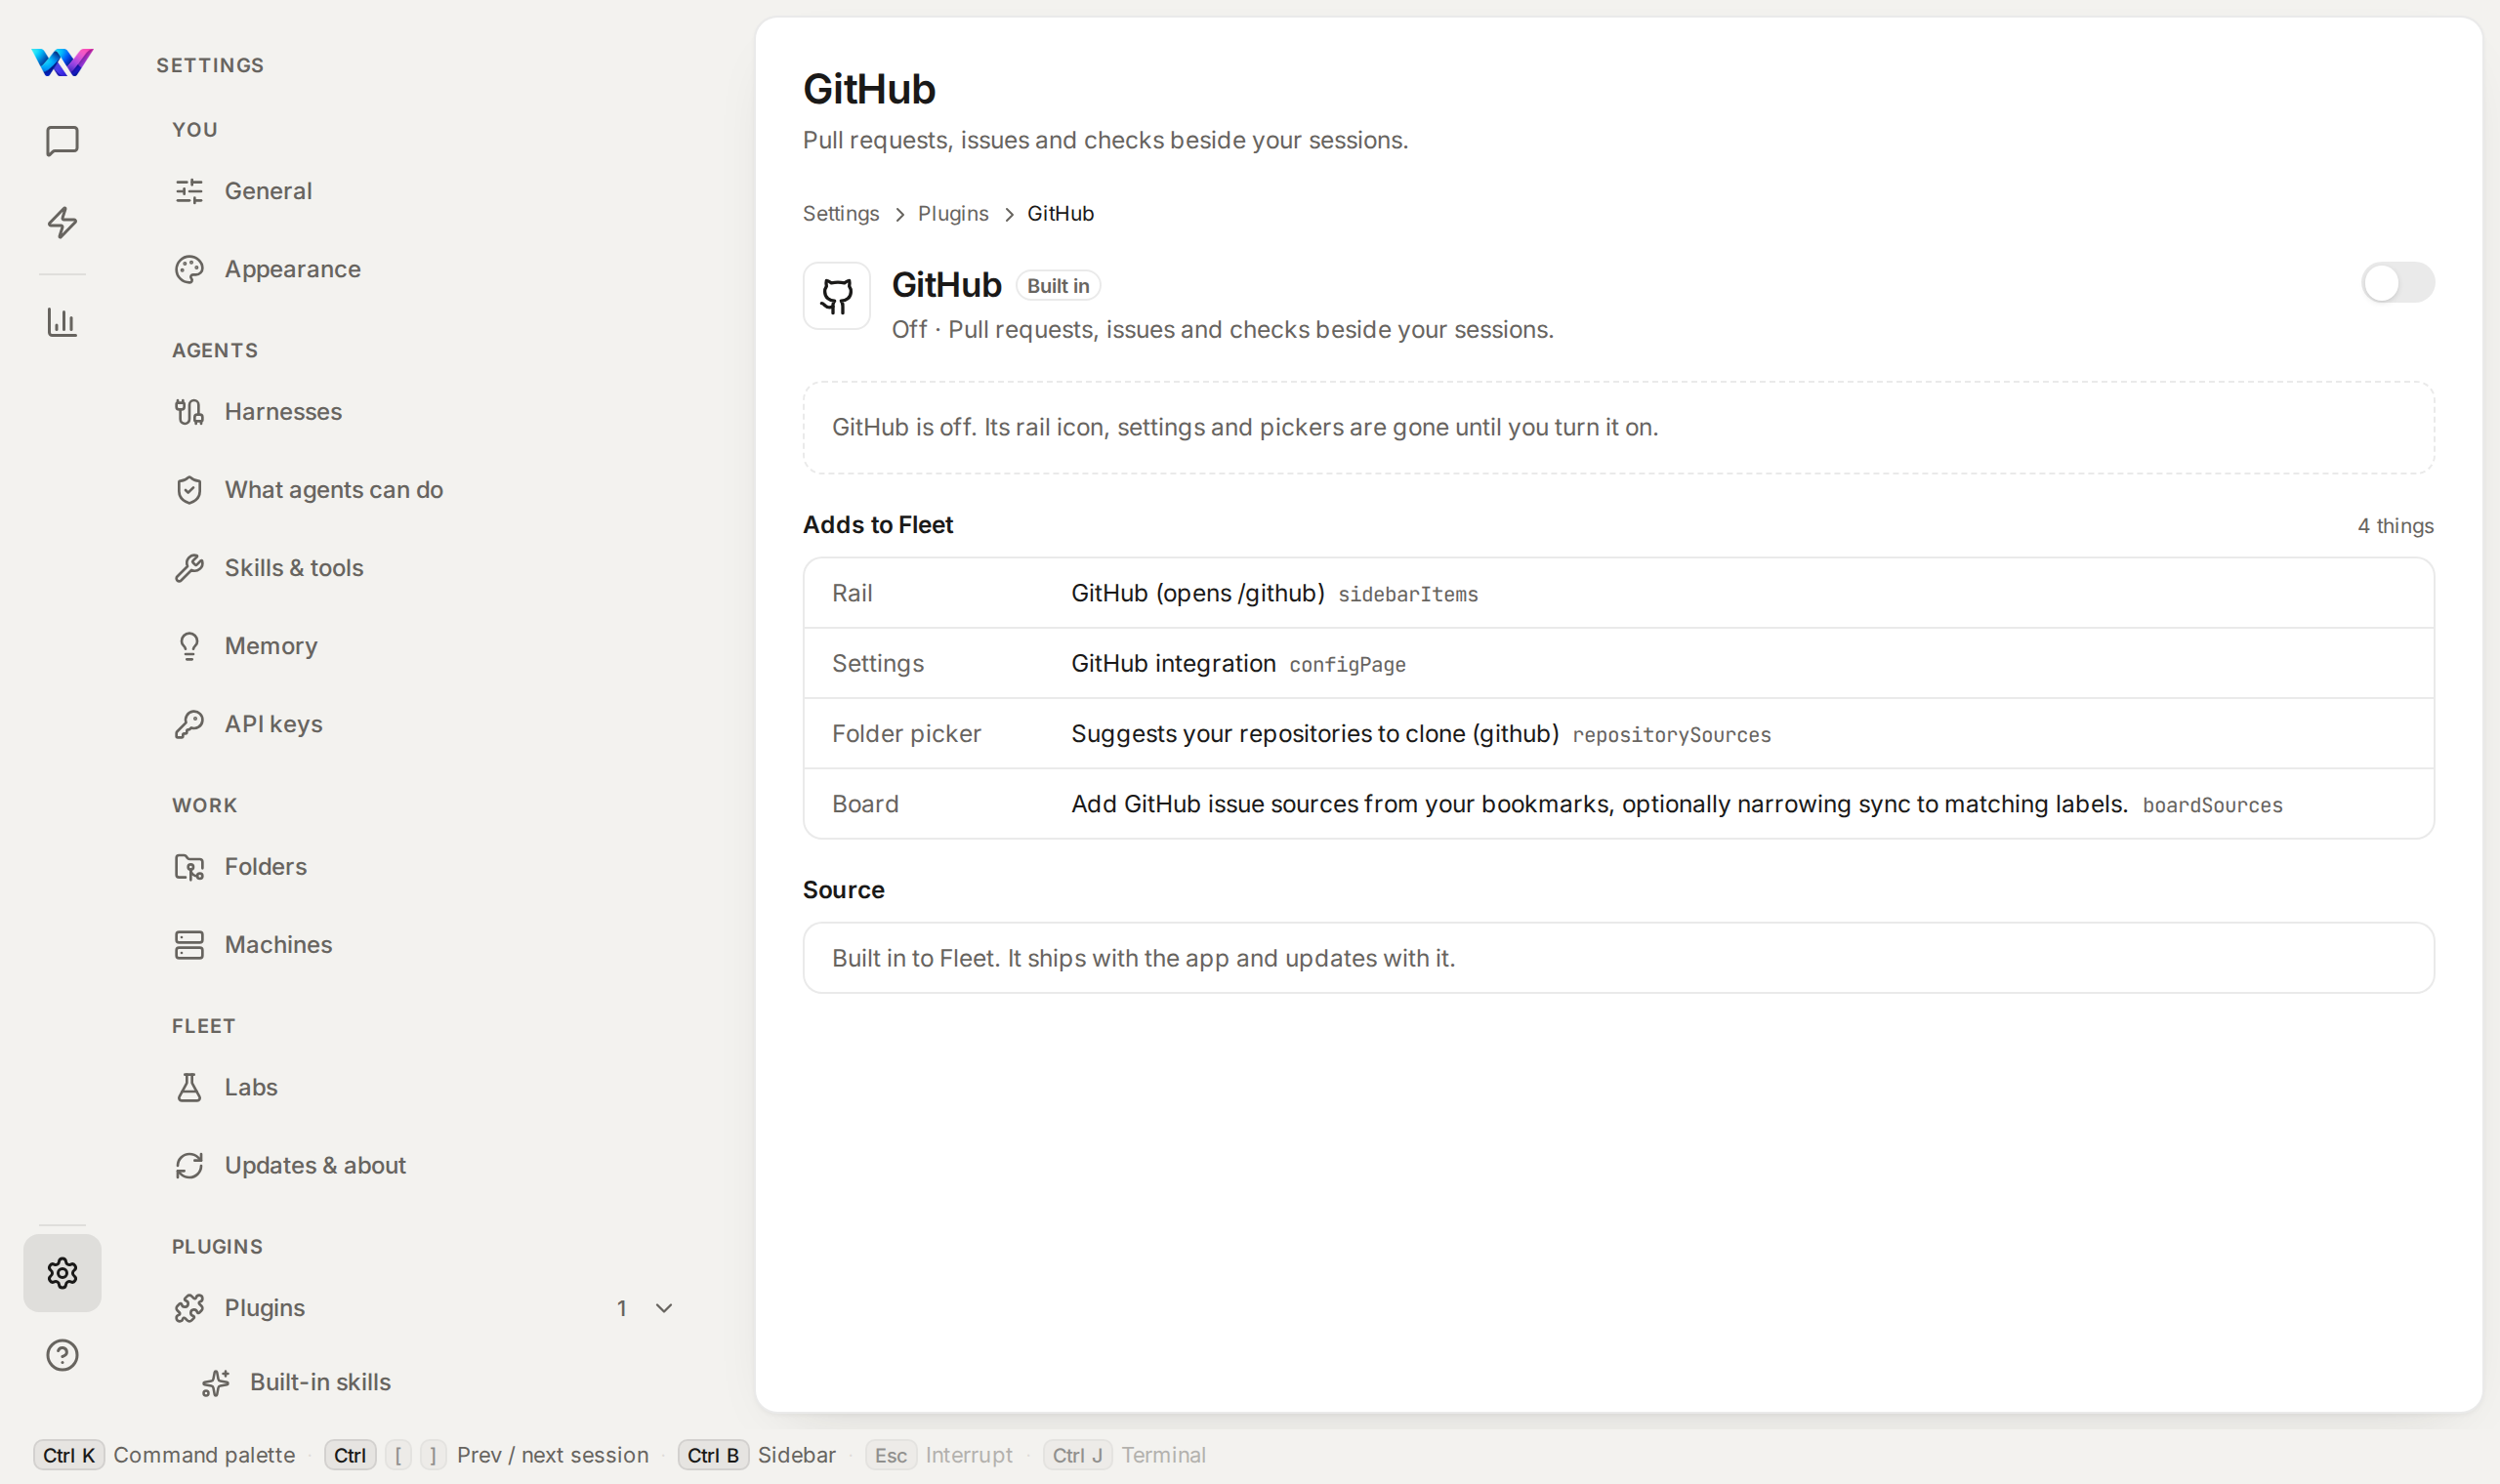 SETTINGS
YOU
General
Appearance
AGENTS
Harnesses
What agents can do
Skills & tools
Memory
API keys
WORK
Folders
Machines
FLEET
Labs
Updates & about
PLUGINS
Plugins 1
Built-in skills
GitHub
Pull requests, issues and checks beside your sessions.
Settings > Plugins > GitHub
GitHub Built in
Off · Pull requests, issues and checks beside your sessions.
GitHub is off. Its rail icon, settings and pickers are gone until you turn it on.
Adds to Fleet 4 things
Rail GitHub (opens /github) sidebarItems
Settings GitHub integration configPage
Folder picker Suggests your repositories to clone (github) repositorySources
Board Add GitHub issue sources from your bookmarks, optionally narrowing sync to matching labels. boardSources
Source
Built in to Fleet. It ships with the app and updates with it.
Ctrl K Command palette · Ctrl [ ] Prev / next session · Ctrl B Sidebar · Esc Interrupt · Ctrl J Terminal